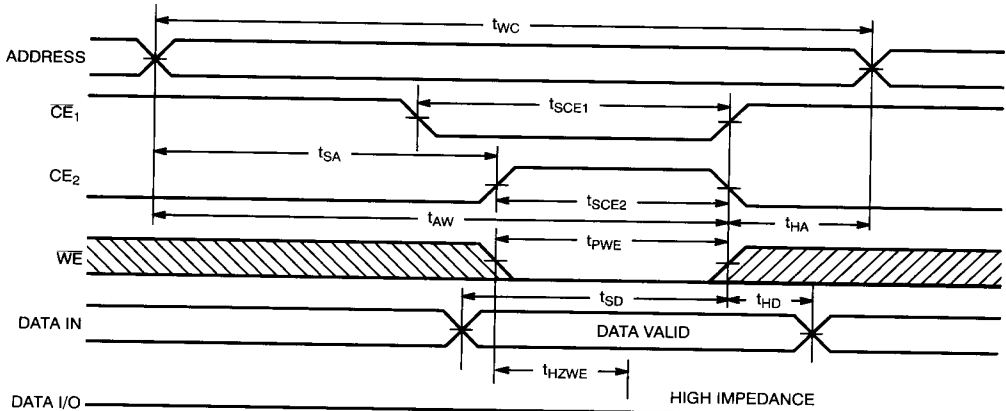 tWC
ADDRESS
CE1
tSCE1
tSA
CE2
tSCE2
tAW
tHA
tPWE
WE
tSD
tHD
DATA IN
DATA VALID
tHZWE
HIGH IMPEDANCE
DATA I/O